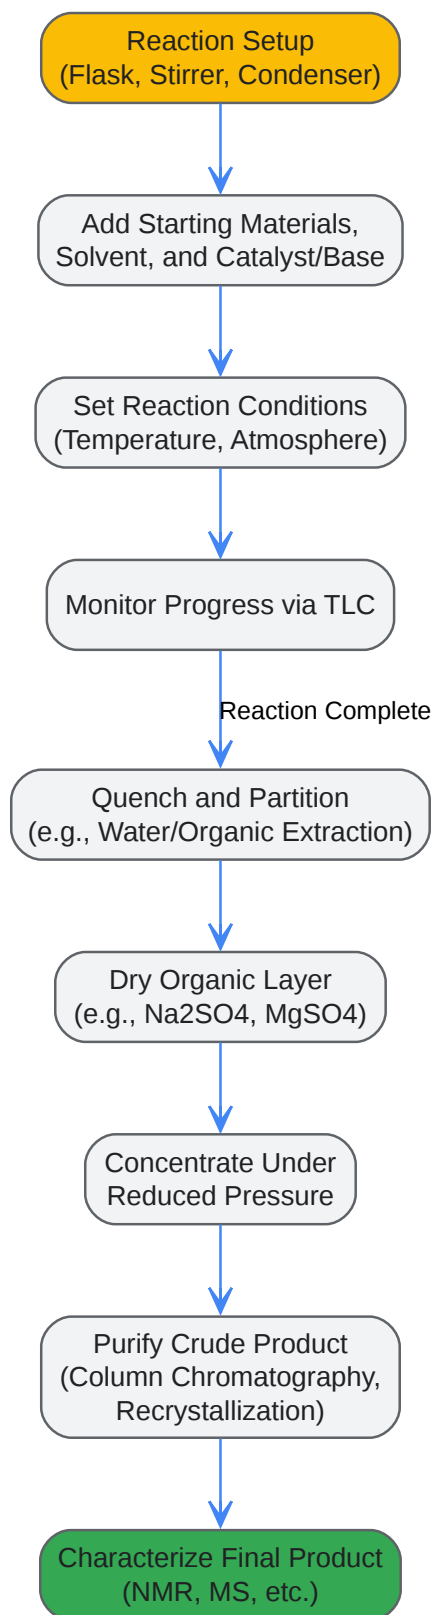 Reaction Setup
(Flask, Stirrer, Condenser)
Add Starting Materials,
Solvent, and Catalyst/Base
Set Reaction Conditions
(Temperature, Atmosphere)
Monitor Progress via TLC
Reaction Complete
Quench and Partition
(e.g., Water/Organic Extraction)
Dry Organic Layer
(e.g., Na2SO4, MgSO4)
Concentrate Under
Reduced Pressure
Purify Crude Product
(Column Chromatography,
Recrystallization)
Characterize Final Product
(NMR, MS, etc.)